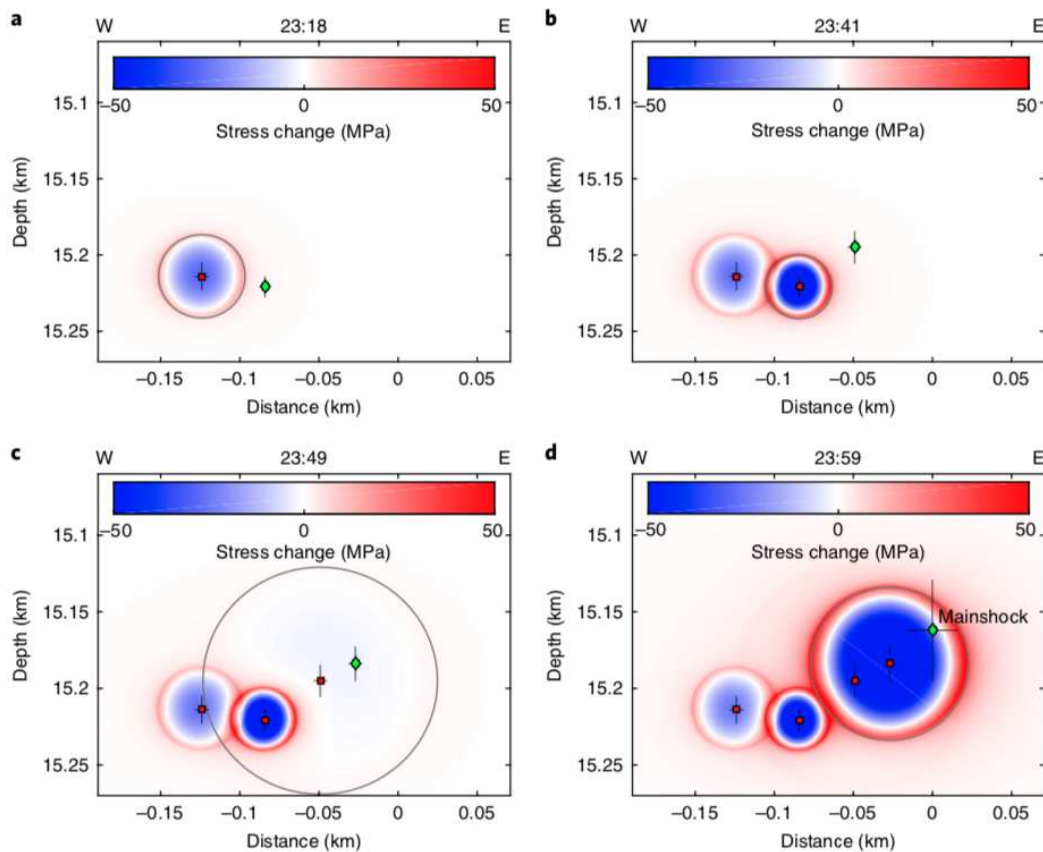 a
W 23:18 E
–50 0 50
Stress change (MPa)
15.1
15.15
15.2
15.25
Depth (km)
–0.15 –0.1 –0.05 0 0.05
Distance (km)
b
W 23:41 E
–50 0 50
Stress change (MPa)
15.1
15.15
15.2
15.25
Depth (km)
–0.15 –0.1 –0.05 0 0.05
Distance (km)
c
W 23:49 E
–50 0 50
Stress change (MPa)
15.1
15.15
15.2
15.25
Depth (km)
–0.15 –0.1 –0.05 0 0.05
Distance (km)
d
W 23:59 E
–50 0 50
Stress change (MPa)
15.1
Mainshock
15.15
15.2
15.25
Depth (km)
–0.15 –0.1 –0.05 0 0.05
Distance (km)